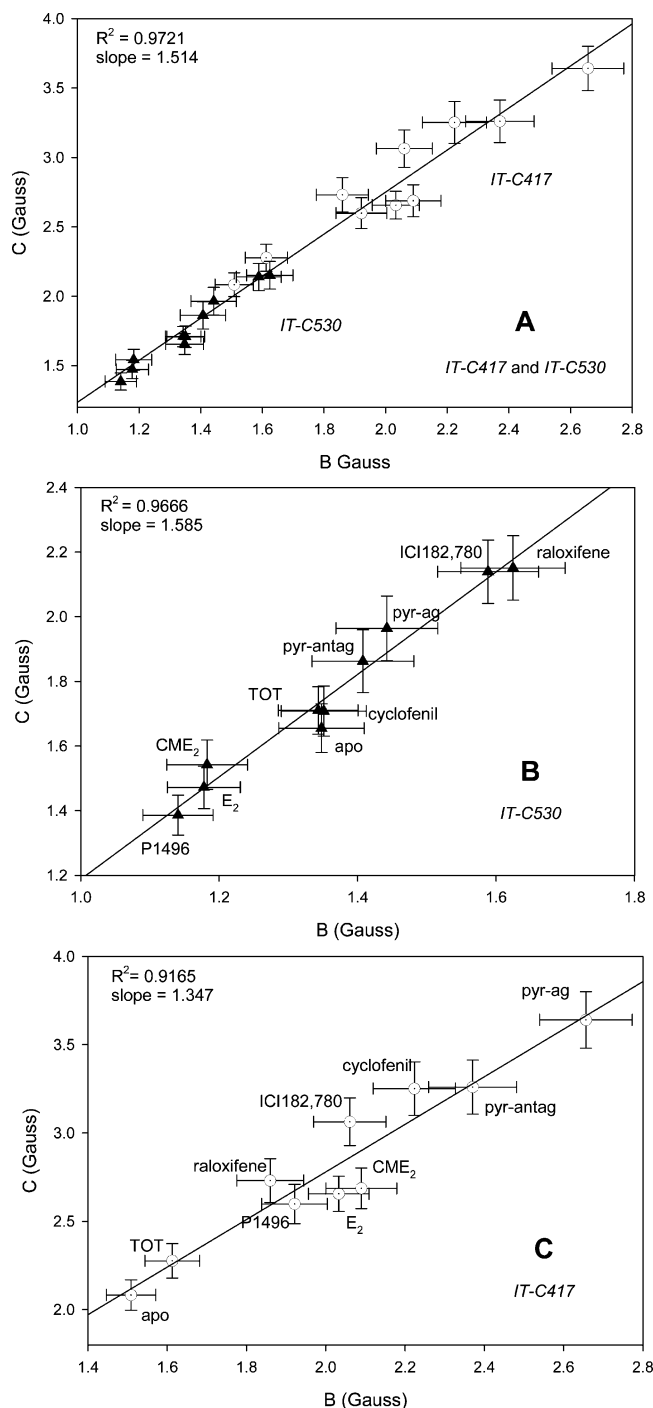 R² = 0.9721
slope = 1.514
4.0
3.5
3.0
2.5
2.0
1.5
C (Gauss)
IT-C417
IT-C530
A
IT-C417 and IT-C530
1.0 1.2 1.4 1.6 1.8 2.0 2.2 2.4 2.6 2.8
B Gauss
R² = 0.9666
slope = 1.585
2.4
2.2
2.0
1.8
1.6
1.4
1.2
C (Gauss)
ICI182,780
raloxifene
pyr-ag
pyr-antag
TOT
cyclofenil
apo
CME₂
E₂
P1496
B
IT-C530
1.0 1.2 1.4 1.6 1.8
B (Gauss)
R²= 0.9165
slope = 1.347
4.0
3.5
3.0
2.5
2.0
C (Gauss)
pyr-ag
cyclofenil
pyr-antag
ICI182,780
raloxifene
CME₂
P1496
E₂
TOT
apo
C
IT-C417
1.4 1.6 1.8 2.0 2.2 2.4 2.6 2.8
B (Gauss)